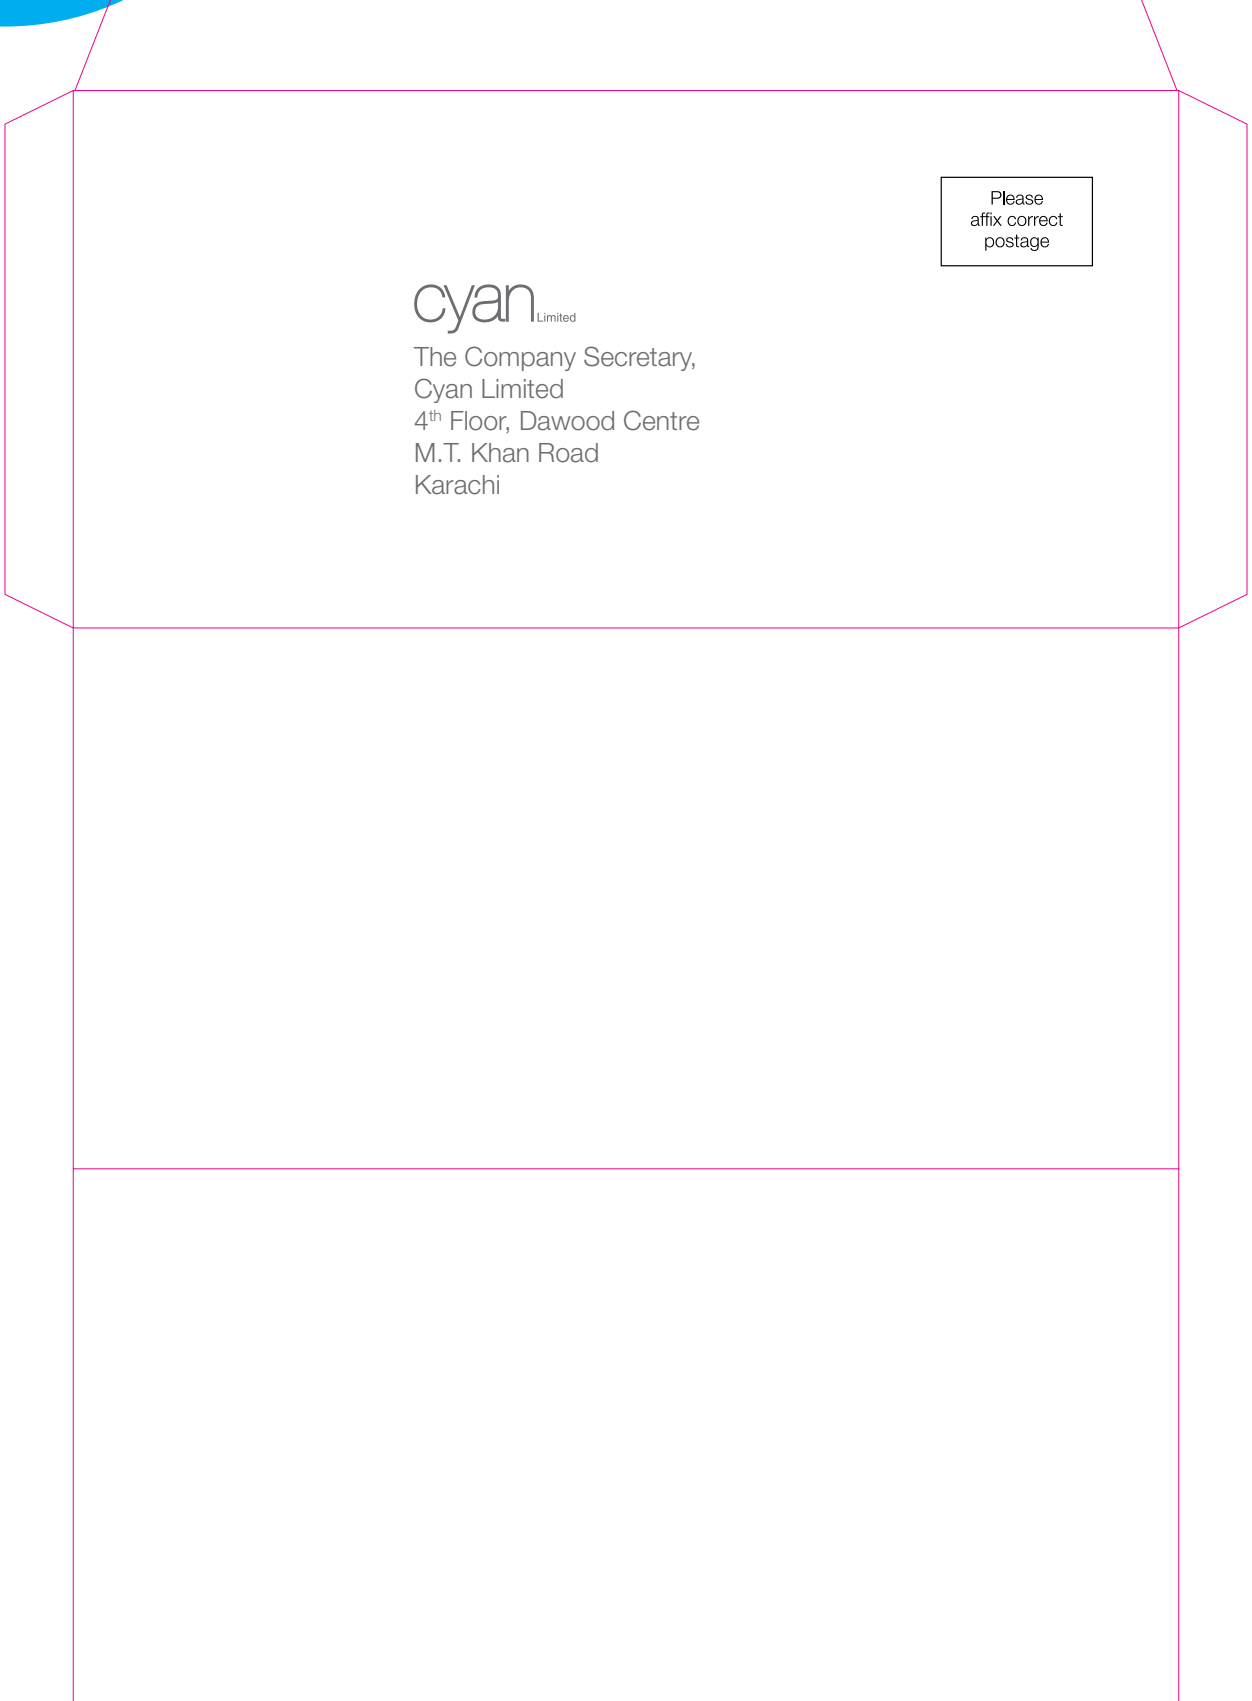 Please
affix correct
postage
cyan Limited
The Company Secretary,
Cyan Limited
4th Floor, Dawood Centre
M.T. Khan Road
Karachi